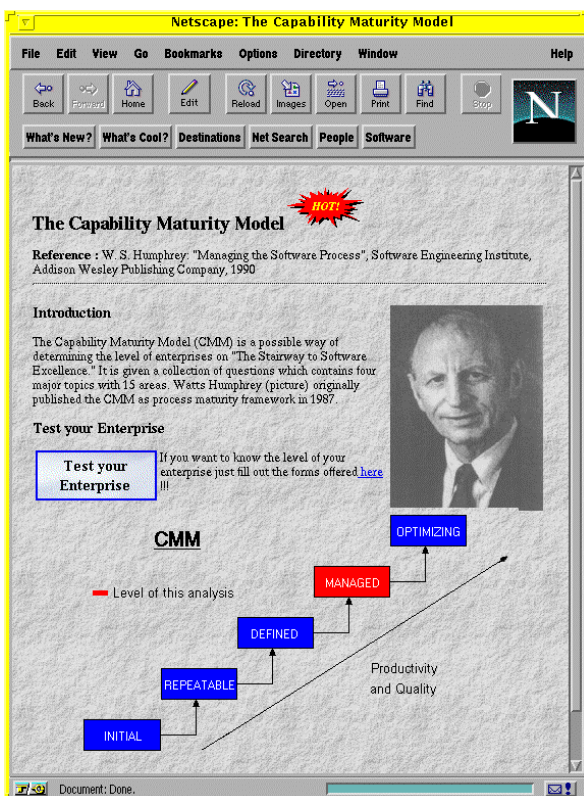 Netscape: The Capability Maturity Model
File Edit View Go Bookmarks Options Directory Window Help
Back Forward Home Edit Reload Images Open Print Find Stop
N
What's New? What's Cool? Destinations Net Search People Software
HOT!
The Capability Maturity Model
Reference : W. S. Humphrey: "Managing the Software Process", Software Engineering Institute,
Addison Wesley Publishing Company, 1990
Introduction
The Capability Maturity Model (CMM) is a possible way of
determining the level of enterprises on "The Stairway to Software
Excellence." It is given a collection of questions which contains four
major topics with 15 areas. Watts Humphrey (picture) originally
published the CMM as process maturity framework in 1987.
Test your Enterprise
Test your
Enterprise
If you want to know the level of your
enterprise just fill out the forms offered here
!!!
CMM
OPTIMIZING
Level of this analysis
MANAGED
DEFINED
REPEATABLE
Productivity
and Quality
INITIAL
Document: Done.